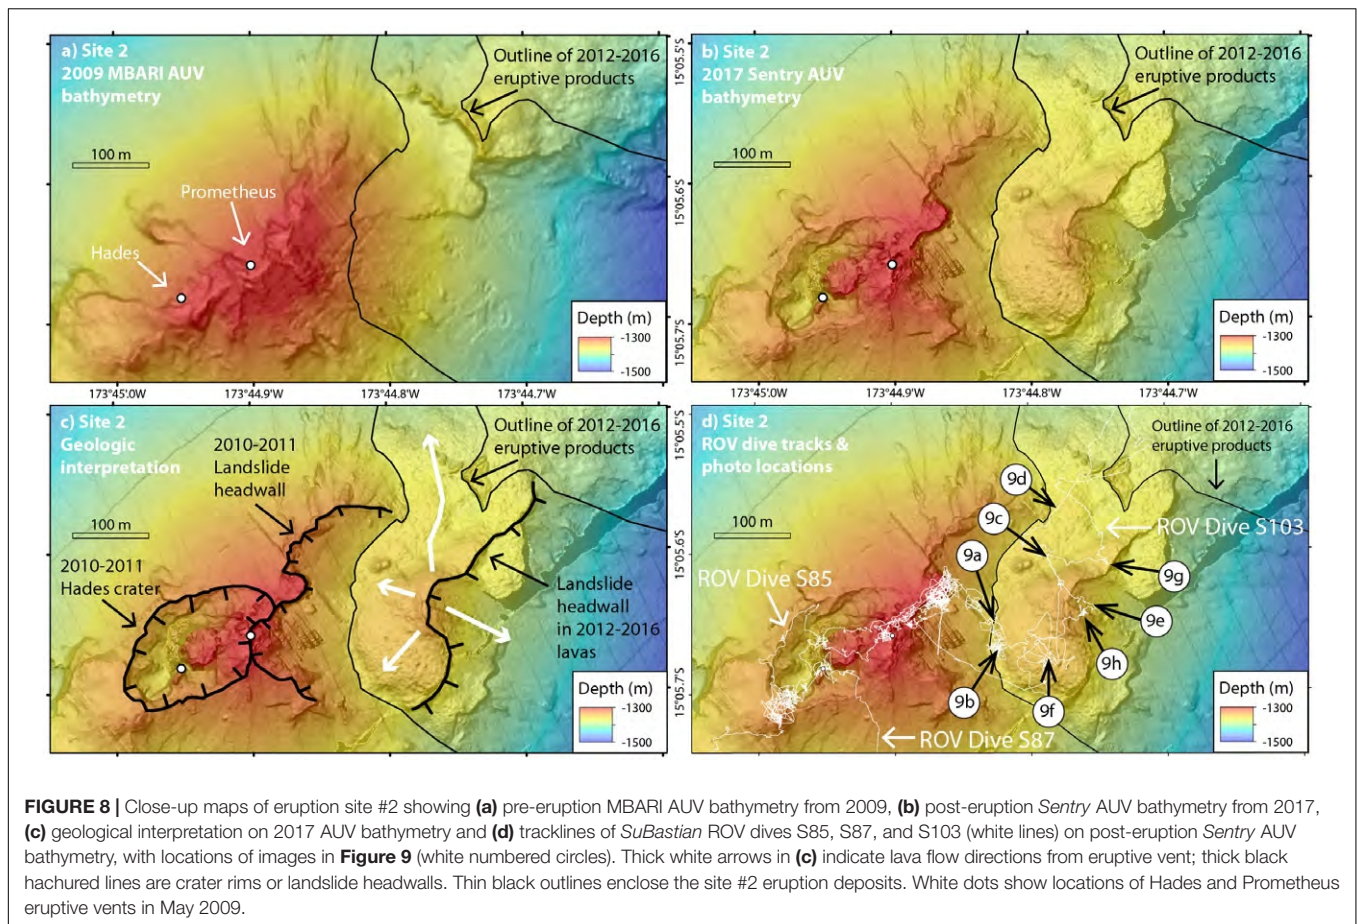 a) Site 2
2009 MBARI AUV
bathymetry
Outline of 2012-2016
eruptive products
100 m
Prometheus
Hades
Depth (m)
-1300
-1500
15°05.5'S
15°05.6'S
15°05.7'S
b) Site 2
2017 Sentry AUV
bathymetry
Outline of 2012-2016
eruptive products
100 m
Depth (m)
-1300
-1500
173°45.0'W
173°44.9'W
173°44.8'W
173°44.7'W
173°45.0'W
173°44.9'W
173°44.8'W
173°44.7'W
c) Site 2
Geologic
interpretation
2010-2011
Landslide
headwall
Outline of 2012-2016
eruptive products
100 m
2010-2011
Hades crater
Landslide
headwall
in 2012-2016
lavas
Depth (m)
-1300
-1500
15°05.5'S
15°05.6'S
15°05.7'S
d) Site 2
ROV dive tracks &
photo locations
Outline of 2012-2016
eruptive products
9d
9c
100 m
ROV Dive S103
9a
9g
ROV Dive S85
9e
9h
9b
9f
ROV Dive S87
Depth (m)
-1300
-1500
FIGURE 8 | Close-up maps of eruption site #2 showing (a) pre-eruption MBARI AUV bathymetry from 2009, (b) post-eruption Sentry AUV bathymetry from 2017,
(c) geological interpretation on 2017 AUV bathymetry and (d) tracklines of SuBastian ROV dives S85, S87, and S103 (white lines) on post-eruption Sentry AUV
bathymetry, with locations of images in Figure 9 (white numbered circles). Thick white arrows in (c) indicate lava flow directions from eruptive vent; thick black
hachured lines are crater rims or landslide headwalls. Thin black outlines enclose the site #2 eruption deposits. White dots show locations of Hades and Prometheus
eruptive vents in May 2009.